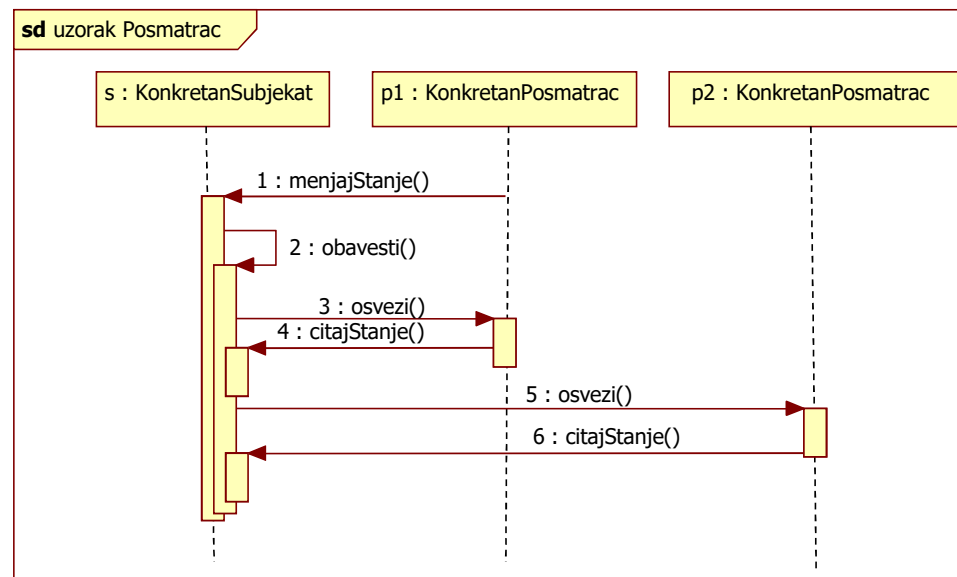 sd uzorak Posmatrac
s : KonkretanSubjekat
p1 : KonkretanPosmatrac
p2 : KonkretanPosmatrac
1 : menjajStanje()
2 : obavesti()
3 : osvezi()
4 : citajStanje()
5 : osvezi()
6 : citajStanje()